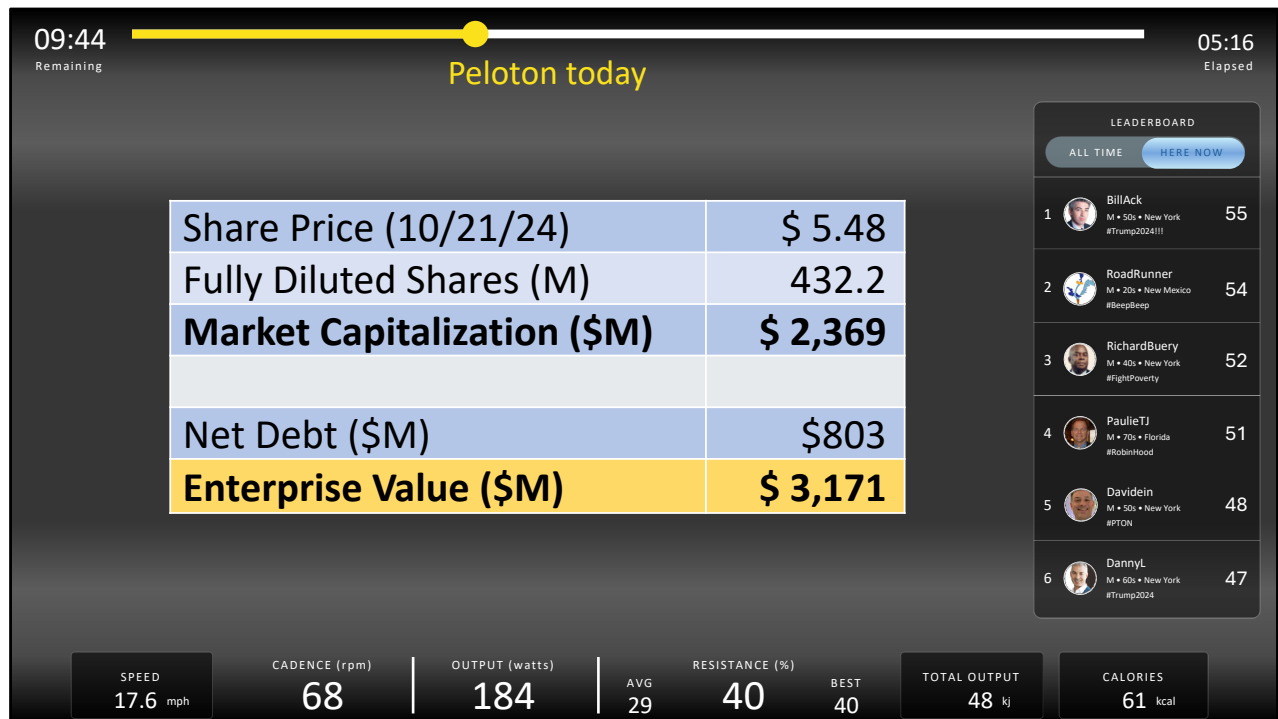 09:44
Remaining
05:16
Elapsed
Peloton today
LEADERBOARD
ALL TIME HERE NOW
Share Price (10/21/24) $ 5.48
Fully Diluted Shares (M) 432.2
Market Capitalization ($M) $ 2,369
Net Debt ($M) $803
Enterprise Value ($M) $ 3,171
1 BillAck 55
M • 50s • New York
#Trump2024!!!
2 RoadRunner 54
M • 20s • New Mexico
#BeepBeep
3 RichardBuery 52
M • 40s • New York
#FightPoverty
4 PaulieTJ 51
M • 70s • Florida
#RobinHood
5 Davidein 48
M • 50s • New York
#PTON
6 DannyL 47
M • 60s • New York
#Trump2024
SPEED
17.6 mph
CADENCE (rpm)
68
OUTPUT (watts)
184
RESISTANCE (%)
AVG
29
40
BEST
40
TOTAL OUTPUT
48 kj
CALORIES
61 kcal